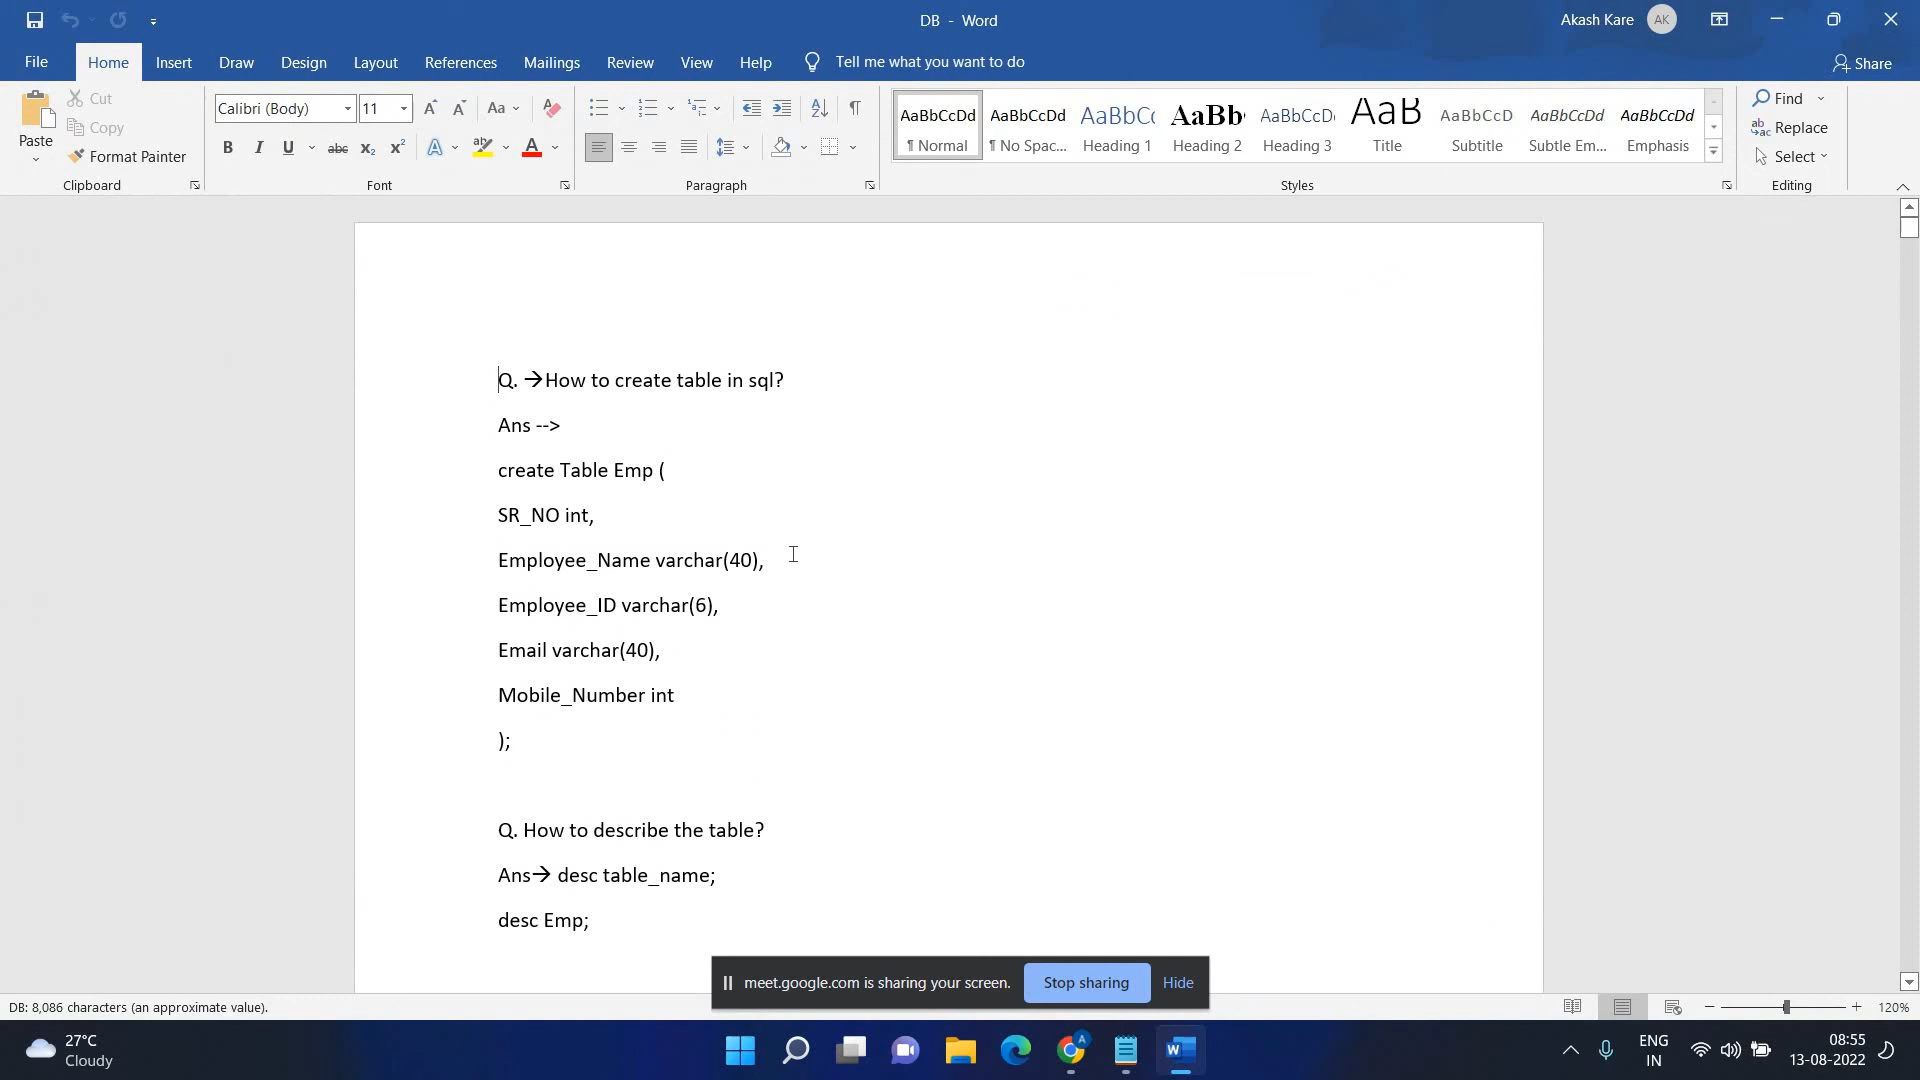 DB - Word
Akash Kare
AK
File
Home
Insert
Draw
Design
Layout
References
Mailings
Review
View
Help
Tell me what you want to do
Share
Paste
Cut
Copy
Format Painter
Clipboard
Calibri (Body)
11
Font
Paragraph
AaBbCcDd
¶ Normal
AaBbCcDd
¶ No Spac...
AaBbCc
Heading 1
AaBb
Heading 2
AaBbCcD
Heading 3
AaB
Title
AaBbCcD
Subtitle
AaBbCcDd
Subtle Em...
AaBbCcDd
Emphasis
Styles
Find
Replace
Select
Editing
Q. →How to create table in sql?
Ans -->
create Table Emp (
SR_NO int,
Employee_Name varchar(40),
Employee_ID varchar(6),
Email varchar(40),
Mobile_Number int
);
Q. How to describe the table?
Ans→ desc table_name;
desc Emp;
meet.google.com is sharing your screen.
Stop sharing
Hide
DB: 8,086 characters (an approximate value).
120%
27°C
Cloudy
ENG
IN
08:55
13-08-2022